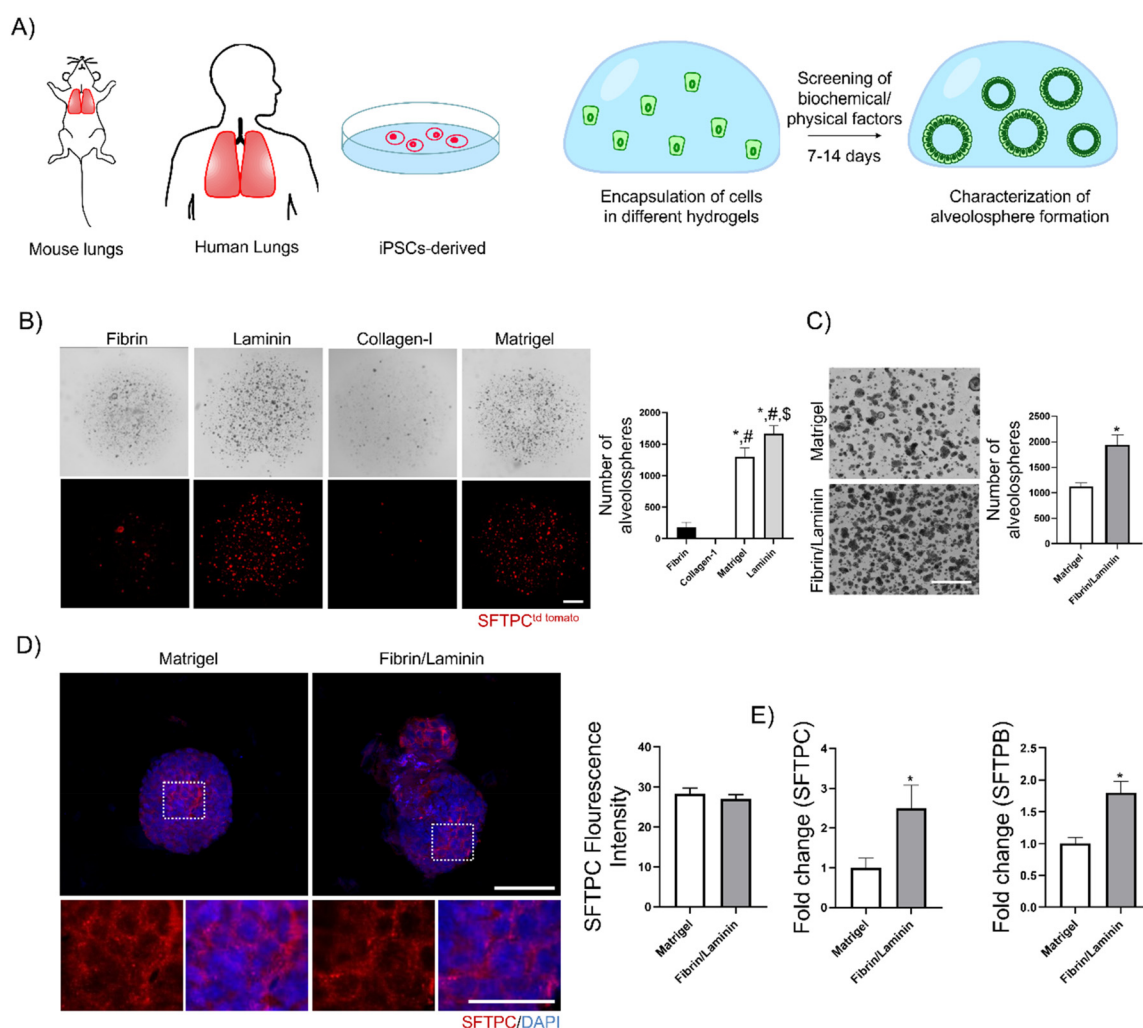 A)
Mouse lungs
Human Lungs
iPSCs-derived
Encapsulation of cells
in different hydrogels
Screening of
biochemical/
physical factors
7-14 days
Characterization of
alveolosphere formation
B)
Fibrin
Laminin
Collagen-I
Matrigel
SFTPC^td tomato
Number of
alveolospheres
2000
1500
1000
500
0
*,#
*,#,$
Fibrin
Collagen-1
Matrigel
Laminin
C)
Matrigel
Fibrin/Laminin
Number of
alveolospheres
2500
2000
1500
1000
500
0
*
Matrigel
Fibrin/Laminin
D)
Matrigel
Fibrin/Laminin
SFTPC/DAPI
SFTPC Flourescence
Intensity
40
30
20
10
0
Matrigel
Fibrin/Laminin
E)
Fold change (SFTPC)
4
3
2
1
0
*
Matrigel
Fibrin/Laminin
Fold change (SFTPB)
2.5
2.0
1.5
1.0
0.5
0.0
*
Matrigel
Fibrin/Laminin